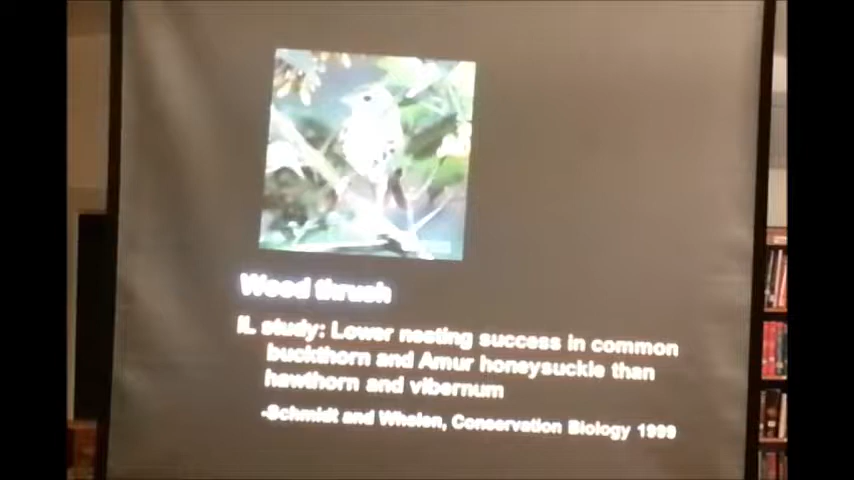 Wood thrush
IL study: Lower nesting success in common
buckthorn and Amur honeysuckle than
hawthorn and vibernum
-Schmidt and Whelen, Conservation Biology 1999